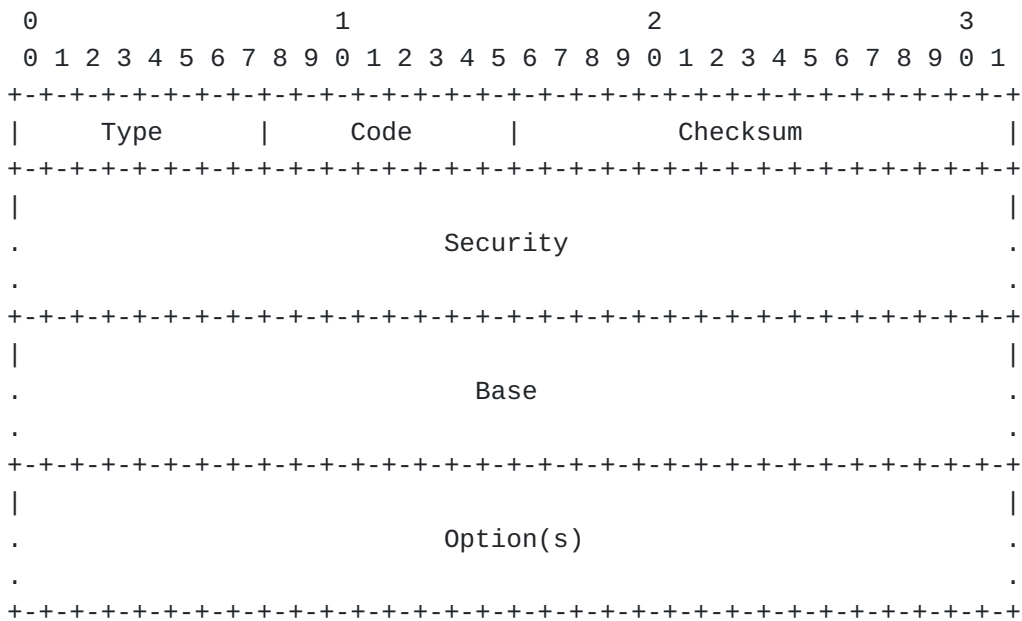 0                   1                   2                   3
 0 1 2 3 4 5 6 7 8 9 0 1 2 3 4 5 6 7 8 9 0 1 2 3 4 5 6 7 8 9 0 1
+-+-+-+-+-+-+-+-+-+-+-+-+-+-+-+-+-+-+-+-+-+-+-+-+-+-+-+-+-+-+-+-+
|     Type      |     Code      |          Checksum             |
+-+-+-+-+-+-+-+-+-+-+-+-+-+-+-+-+-+-+-+-+-+-+-+-+-+-+-+-+-+-+-+-+
|                                                               |
.                           Security                            .
.                                                               .
+-+-+-+-+-+-+-+-+-+-+-+-+-+-+-+-+-+-+-+-+-+-+-+-+-+-+-+-+-+-+-+-+
|                                                               |
.                             Base                              .
.                                                               .
+-+-+-+-+-+-+-+-+-+-+-+-+-+-+-+-+-+-+-+-+-+-+-+-+-+-+-+-+-+-+-+-+
|                                                               |
.                           Option(s)                           .
.                                                               .
+-+-+-+-+-+-+-+-+-+-+-+-+-+-+-+-+-+-+-+-+-+-+-+-+-+-+-+-+-+-+-+-+